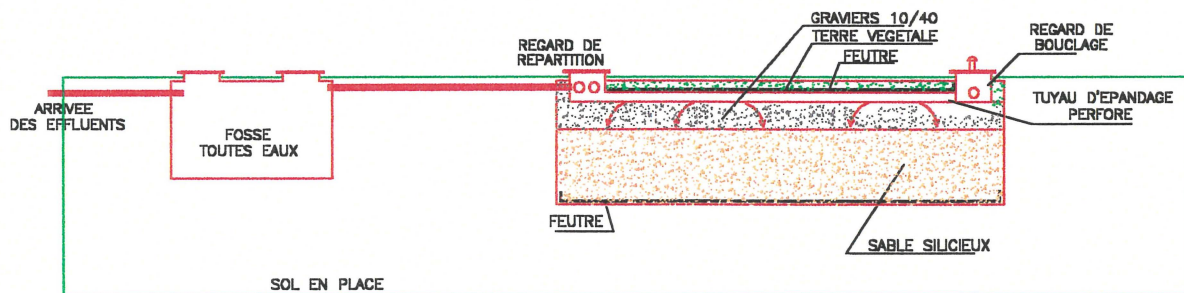 GRAVIERS 10/40
TERRE VEGETALE
FEUTRE
REGARD DE
REPARTITION
REGARD DE
BOUCLAGE
ARRIVEE
DES EFFLUENTS
FOSSE
TOUTES EAUX
TUYAU D'EPANDAGE
PERFORE
FEUTRE
SABLE SILICIEUX
SOL EN PLACE